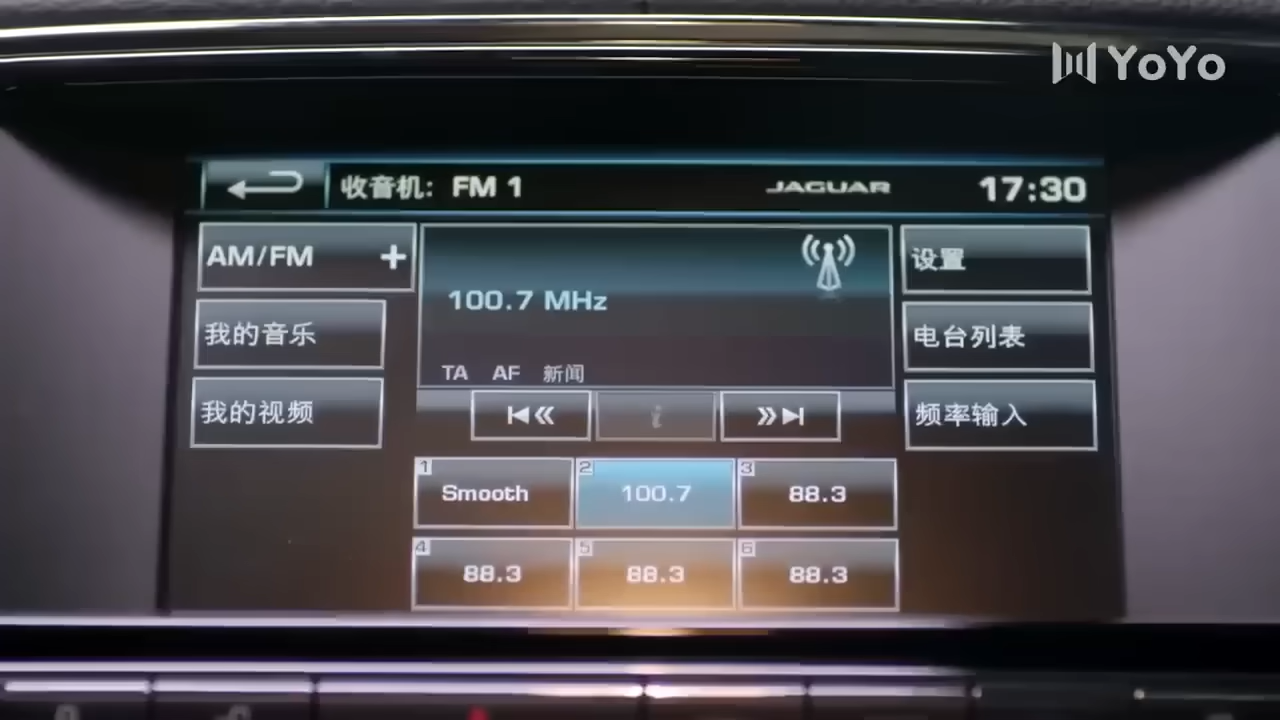 YoYo
收音机: FM 1
JAGUAR
17:30
AM/FM +
我的音乐
我的视频
100.7 MHz
TA AF 新闻
i
设置
电台列表
频率输入
1 Smooth
2 100.7
3 88.3
4 88.3
5 88.3
6 88.3